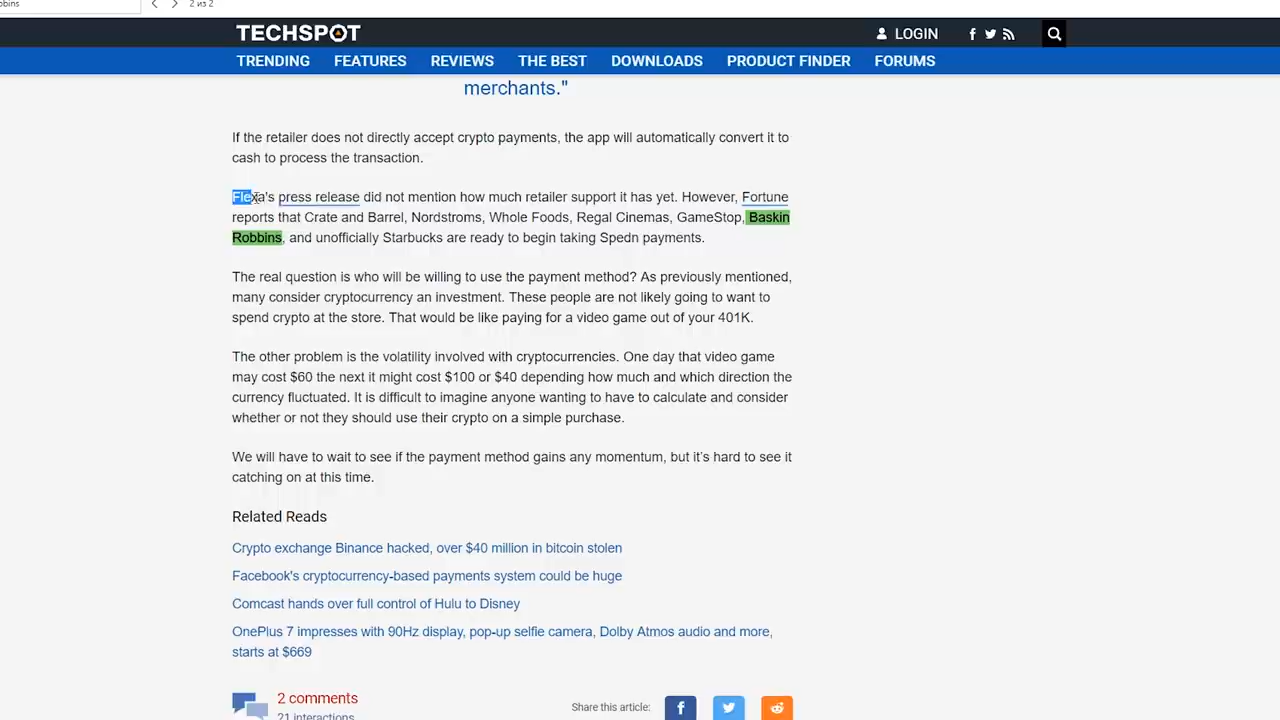 bbins
2 из 2
TECHSPOT
LOGIN
TRENDING FEATURES REVIEWS THE BEST DOWNLOADS PRODUCT FINDER FORUMS
merchants."
If the retailer does not directly accept crypto payments, the app will automatically convert it to
cash to process the transaction.
Flexa's press release did not mention how much retailer support it has yet. However, Fortune
reports that Crate and Barrel, Nordstroms, Whole Foods, Regal Cinemas, GameStop, Baskin
Robbins, and unofficially Starbucks are ready to begin taking Spedn payments.
The real question is who will be willing to use the payment method? As previously mentioned,
many consider cryptocurrency an investment. These people are not likely going to want to
spend crypto at the store. That would be like paying for a video game out of your 401K.
The other problem is the volatility involved with cryptocurrencies. One day that video game
may cost $60 the next it might cost $100 or $40 depending how much and which direction the
currency fluctuated. It is difficult to imagine anyone wanting to have to calculate and consider
whether or not they should use their crypto on a simple purchase.
We will have to wait to see if the payment method gains any momentum, but it's hard to see it
catching on at this time.
Related Reads
Crypto exchange Binance hacked, over $40 million in bitcoin stolen
Facebook's cryptocurrency-based payments system could be huge
Comcast hands over full control of Hulu to Disney
OnePlus 7 impresses with 90Hz display, pop-up selfie camera, Dolby Atmos audio and more,
starts at $669
2 comments
21 interactions
Share this article: